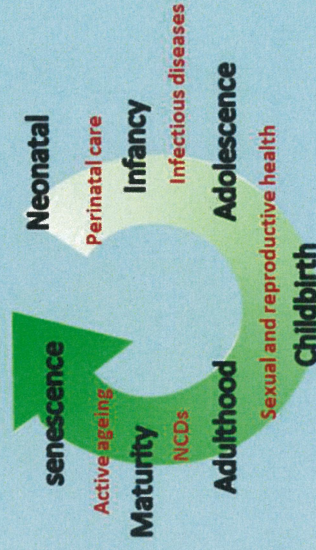 senescence
Neonatal
Active ageing
Perinatal care
Maturity
Infancy
NCDs
Infectious diseases
Adulthood
Adolescence
Sexual and reproductive health
Childbirth